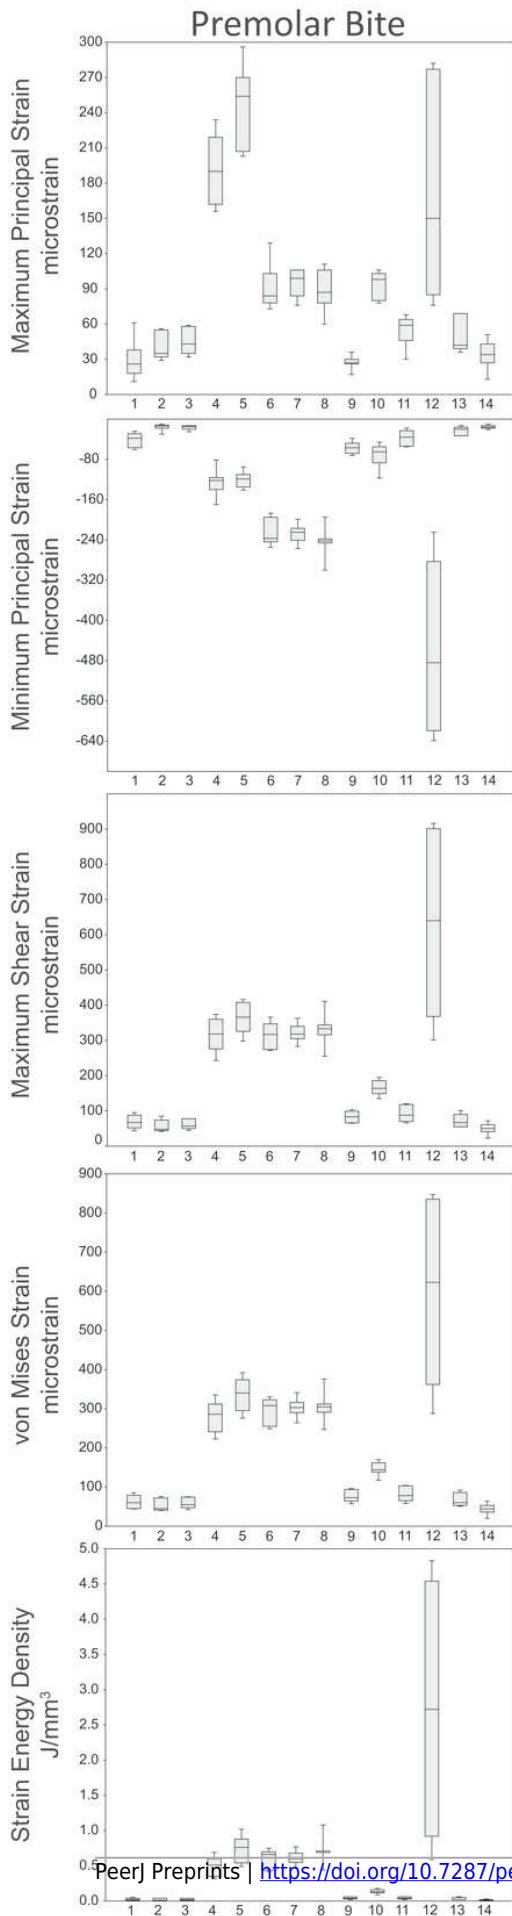 Premolar Bite
Maximum Principal Strain
microstrain
300
270
240
210
180
150
120
90
60
30
0
1 2 3 4 5 6 7 8 9 10 11 12 13 14
Minimum Principal Strain
microstrain
-80
-160
-240
-320
-400
-480
-560
-640
1 2 3 4 5 6 7 8 9 10 11 12 13 14
Maximum Shear Strain
microstrain
900
800
700
600
500
400
300
200
100
0
1 2 3 4 5 6 7 8 9 10 11 12 13 14
von Mises Strain
microstrain
900
800
700
600
500
400
300
200
100
0
1 2 3 4 5 6 7 8 9 10 11 12 13 14
Strain Energy Density
J/mm³
5.0
4.5
4.0
3.5
3.0
2.5
2.0
1.5
1.0
0.5
PeerJ Preprints | https://doi.org/10.7287/pe
0.0
1 2 3 4 5 6 7 8 9 10 11 12 13 14